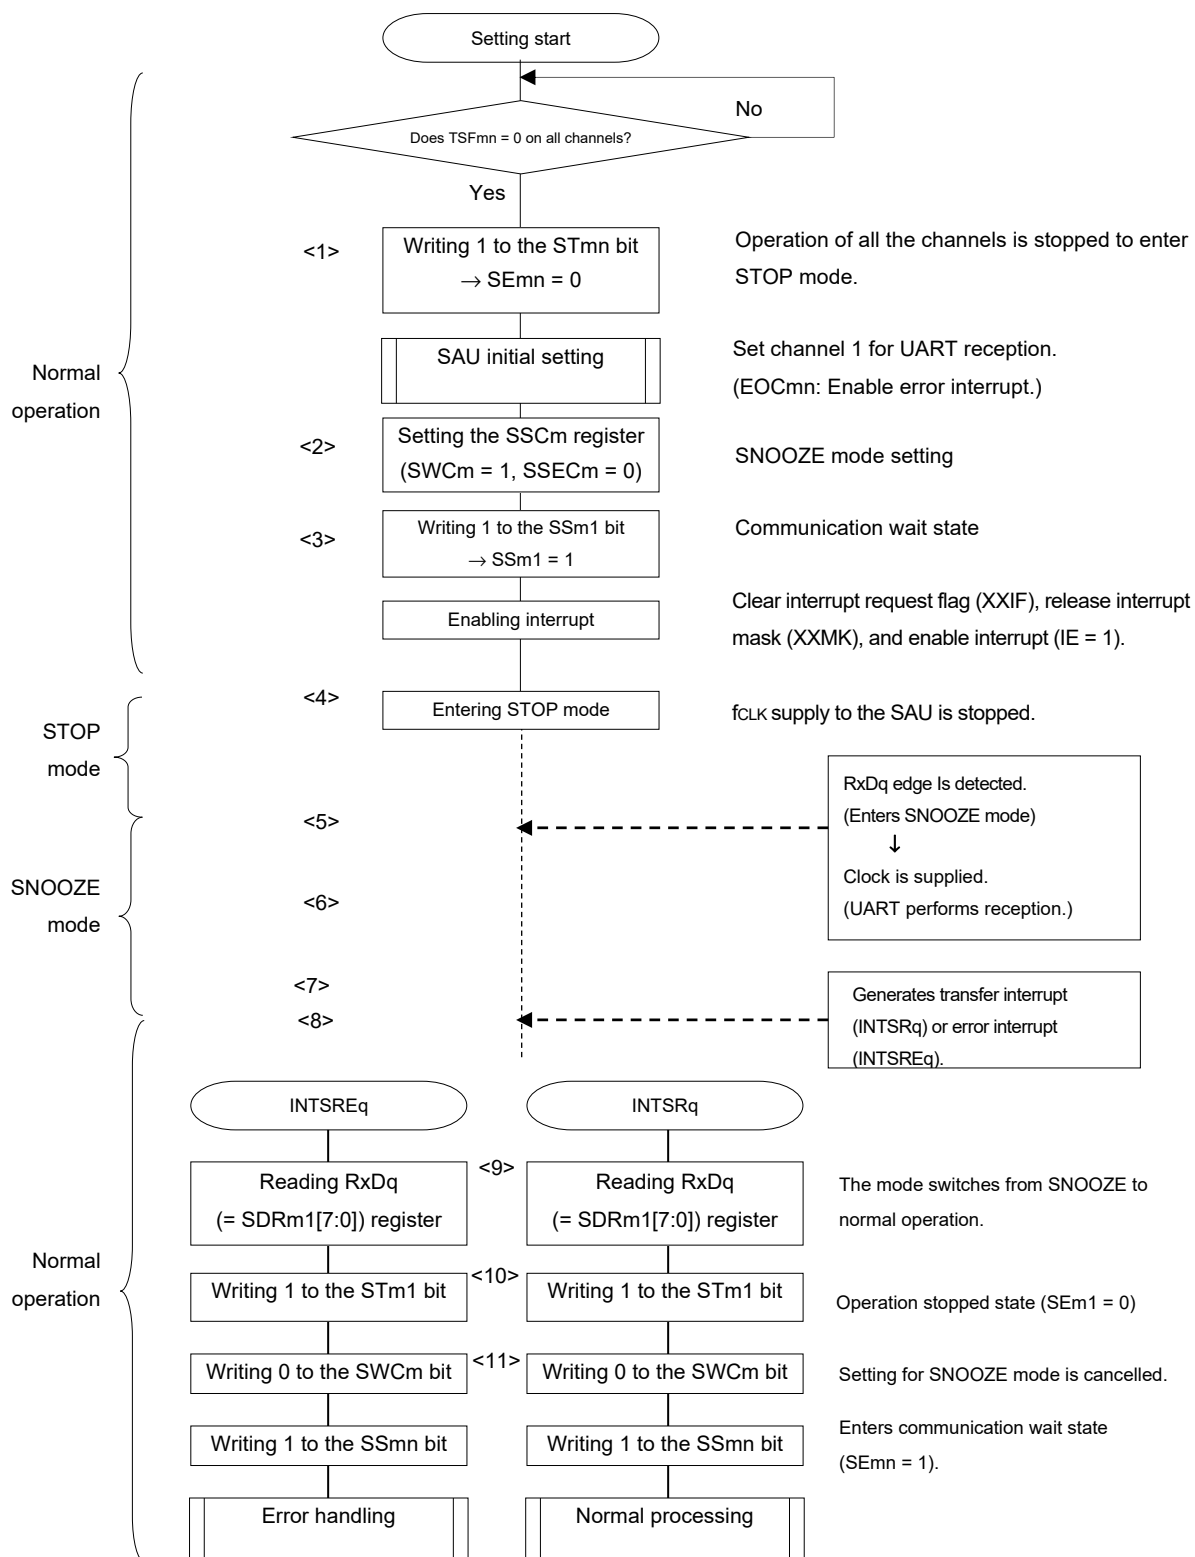 Setting start
No
Does TSFmn = 0 on all channels?
Yes
<1>
Writing 1 to the STmn bit
→ SEmn = 0
Operation of all the channels is stopped to enter
STOP mode.
SAU initial setting
Set channel 1 for UART reception.
(EOCmn: Enable error interrupt.)
Normal
operation
<2>
Setting the SSCm register
(SWCm = 1, SSECm = 0)
SNOOZE mode setting
<3>
Writing 1 to the SSm1 bit
→ SSm1 = 1
Communication wait state
Enabling interrupt
Clear interrupt request flag (XXIF), release interrupt
mask (XXMK), and enable interrupt (IE = 1).
<4>
Entering STOP mode
fCLK supply to the SAU is stopped.
STOP
mode
RxDq edge Is detected.
(Enters SNOOZE mode)
↓
Clock is supplied.
(UART performs reception.)
<5>
SNOOZE
mode
<6>
<7>
<8>
Generates transfer interrupt
(INTSRq) or error interrupt
(INTSREq).
INTSREq
INTSRq
Reading RxDq
(= SDRm1[7:0]) register
<9>
Reading RxDq
(= SDRm1[7:0]) register
The mode switches from SNOOZE to
normal operation.
Normal
operation
Writing 1 to the STm1 bit
<10>
Writing 1 to the STm1 bit
Operation stopped state (SEm1 = 0)
Writing 0 to the SWCm bit
<11>
Writing 0 to the SWCm bit
Setting for SNOOZE mode is cancelled.
Writing 1 to the SSmn bit
Writing 1 to the SSmn bit
Enters communication wait state
(SEmn = 1).
Error handling
Normal processing